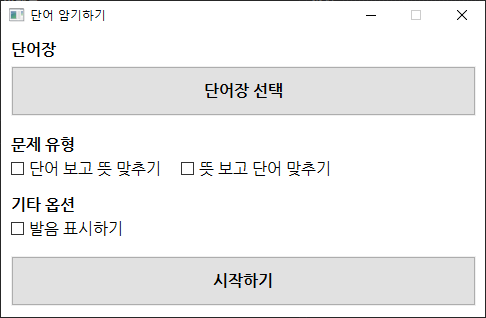 단어 암기하기
단어장
단어장 선택
문제 유형
단어 보고 뜻 맞추기 뜻 보고 단어 맞추기
기타 옵션
발음 표시하기
시작하기